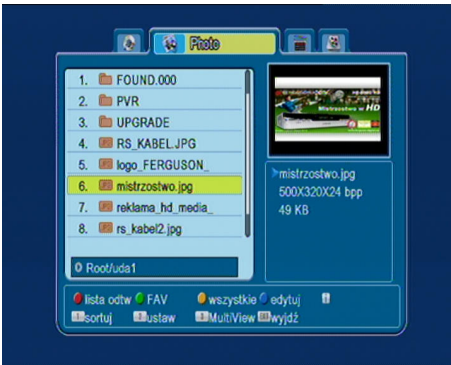 Photo
1. FOUND.000
2. PVR
3. UPGRADE
4. RS_KABEL.JPG
5. logo_FERGUSON_
6. mistrzostwo.jpg
7. reklama_hd_media_
8. rs_kabel2.jpg
Root/uda1
Mistrzostwo w HD
mistrzostwo.jpg
500X320X24 bpp
49 KB
lista odtw FAV wszystkie edytuj
sortuj ustaw MultiView wyjdź